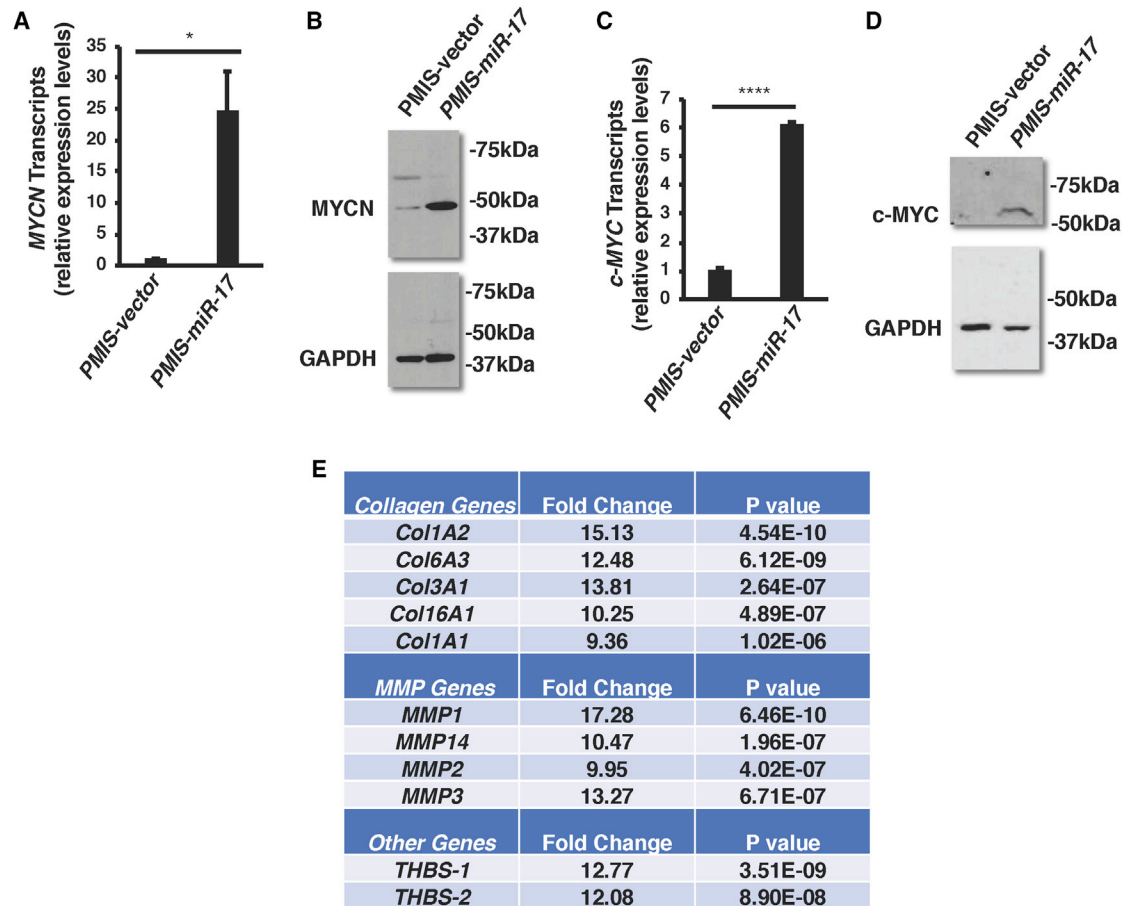 A
MYCN Transcripts
(relative expression levels)
35
30
25
20
15
10
5
0
*
PMIS-vector
PMIS-miR-17
B
PMIS-vector
PMIS-miR-17
-75kDa
MYCN
-50kDa
-37kDa
-75kDa
-50kDa
GAPDH
-37kDa
C
c-MYC Transcripts
(relative expression levels)
7
6
5
4
3
2
1
0
****
PMIS-vector
PMIS-miR-17
D
PMIS-vector
PMIS-miR-17
-75kDa
c-MYC
-50kDa
-50kDa
GAPDH
-37kDa
E
Collagen Genes Fold Change P value
Col1A2 15.13 4.54E-10
Col6A3 12.48 6.12E-09
Col3A1 13.81 2.64E-07
Col16A1 10.25 4.89E-07
Col1A1 9.36 1.02E-06
MMP Genes Fold Change P value
MMP1 17.28 6.46E-10
MMP14 10.47 1.96E-07
MMP2 9.95 4.02E-07
MMP3 13.27 6.71E-07
Other Genes Fold Change P value
THBS-1 12.77 3.51E-09
THBS-2 12.08 8.90E-08